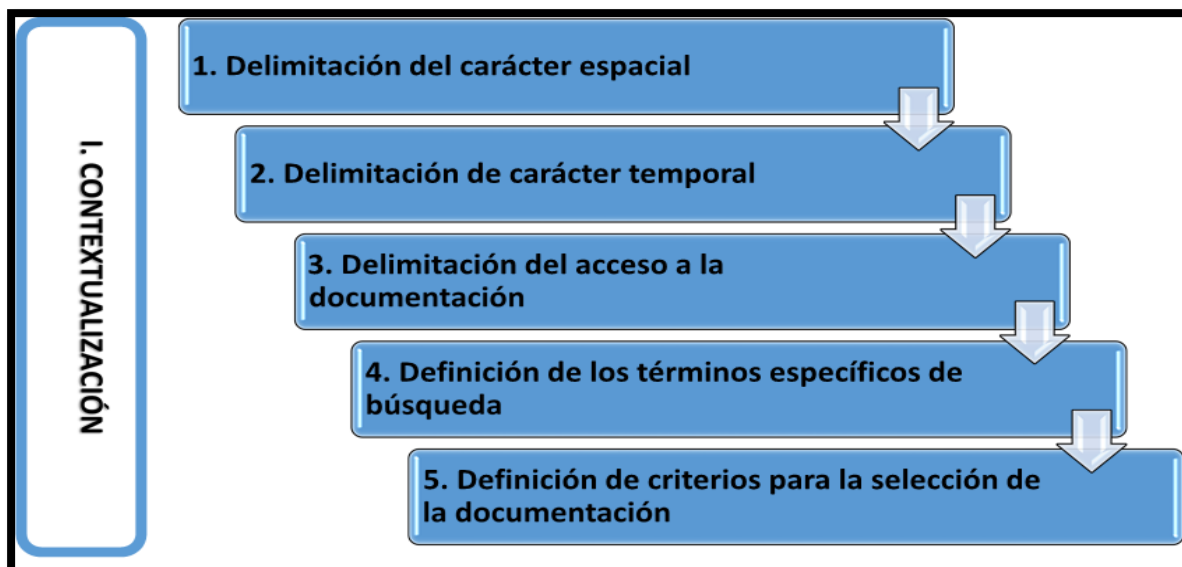 I. CONTEXTUALIZACIÓN
1. Delimitación del carácter espacial
2. Delimitación de carácter temporal
3. Delimitación del acceso a la
documentación
4. Definición de los términos específicos de
búsqueda
5. Definición de criterios para la selección de
la documentación